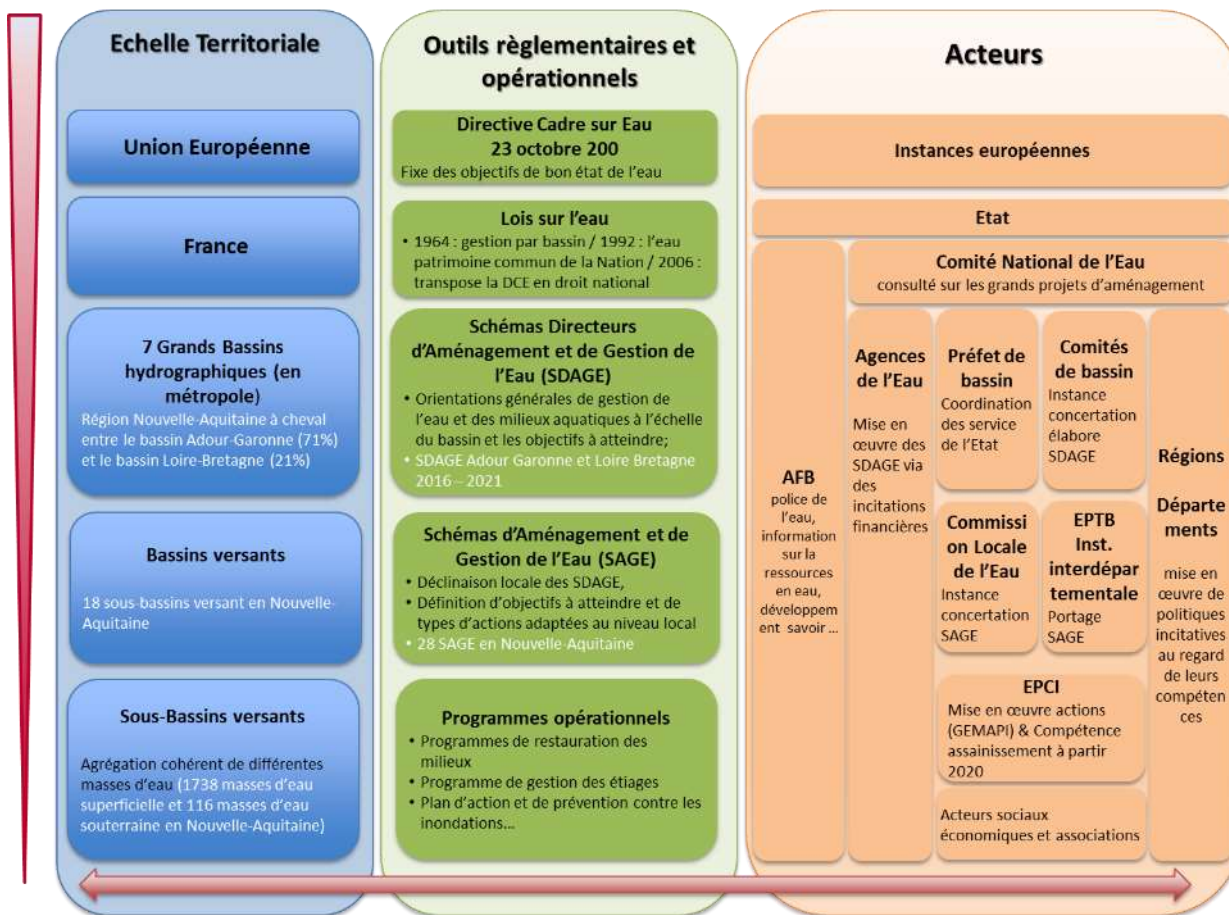 Echelle Territoriale
Union Européenne
France
7 Grands Bassins
hydrographiques (en
métropole)
Région Nouvelle-Aquitaine à cheval
entre le bassin Adour-Garonne (71%)
et le bassin Loire-Bretagne (21%)
Bassins versants
18 sous-bassins versant en Nouvelle-
Aquitaine
Sous-Bassins versants
Agrégation cohérent de différentes
masses d'eau (1738 masses d'eau
superficielle et 116 masses d'eau
souterraine en Nouvelle-Aquitaine)
Outils règlementaires et
opérationnels
Directive Cadre sur Eau
23 octobre 200
Fixe des objectifs de bon état de l'eau
Lois sur l'eau
• 1964 : gestion par bassin / 1992 : l'eau
patrimoine commun de la Nation / 2006 :
transpose la DCE en droit national
Schémas Directeurs
d'Aménagement et de Gestion de
l'Eau (SDAGE)
• Orientations générales de gestion de
l'eau et des milieux aquatiques à l'échelle
du bassin et les objectifs à atteindre;
• SDAGE Adour Garonne et Loire Bretagne
2016 – 2021
Schémas d'Aménagement et de
Gestion de l'Eau (SAGE)
• Déclinaison locale des SDAGE,
• Définition d'objectifs à atteindre et de
types d'actions adaptées au niveau local
• 28 SAGE en Nouvelle-Aquitaine
Programmes opérationnels
• Programmes de restauration des
milieux
• Programme de gestion des étiages
• Plan d'action et de prévention contre les
inondations...
Acteurs
Instances européennes
Etat
AFB
police de
l'eau,
information
sur la
ressources
en eau,
développem
ent savoir ...
Comité National de l'Eau
consulté sur les grands projets d'aménagement
Agences
de l'Eau
Mise en
œuvre des
SDAGE via
des
incitations
financières
Préfet de
bassin
Coordination
des service
de l'Etat
Comités
de bassin
Instance
concertation
élabore
SDAGE
Commissi
on Locale
de l'Eau
Instance
concertation
SAGE
EPTB
Inst.
interdépar
tementale
Portage
SAGE
EPCI
Mise en œuvre actions
(GEMAPI) & Compétence
assainissement à partir
2020
Acteurs sociaux
économiques et associations
Régions
Départe
ments
mise en
œuvre de
politiques
incitatives
au regard
de leurs
compéten
ces